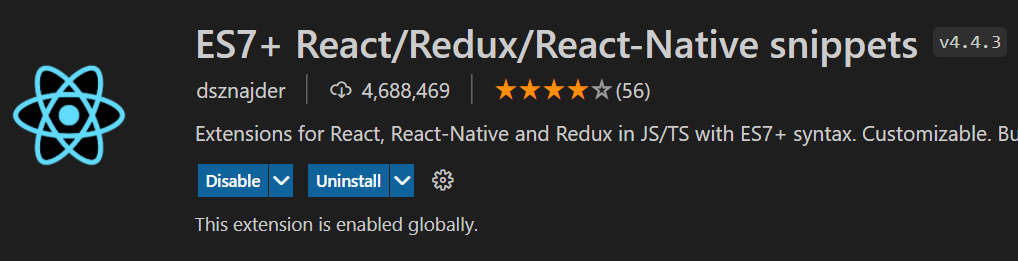 ES7+ React/Redux/React-Native snippets v4.4.3
dsznajder 4,688,469 (56)
Extensions for React, React-Native and Redux in JS/TS with ES7+ syntax. Customizable. Bu
Disable Uninstall
This extension is enabled globally.